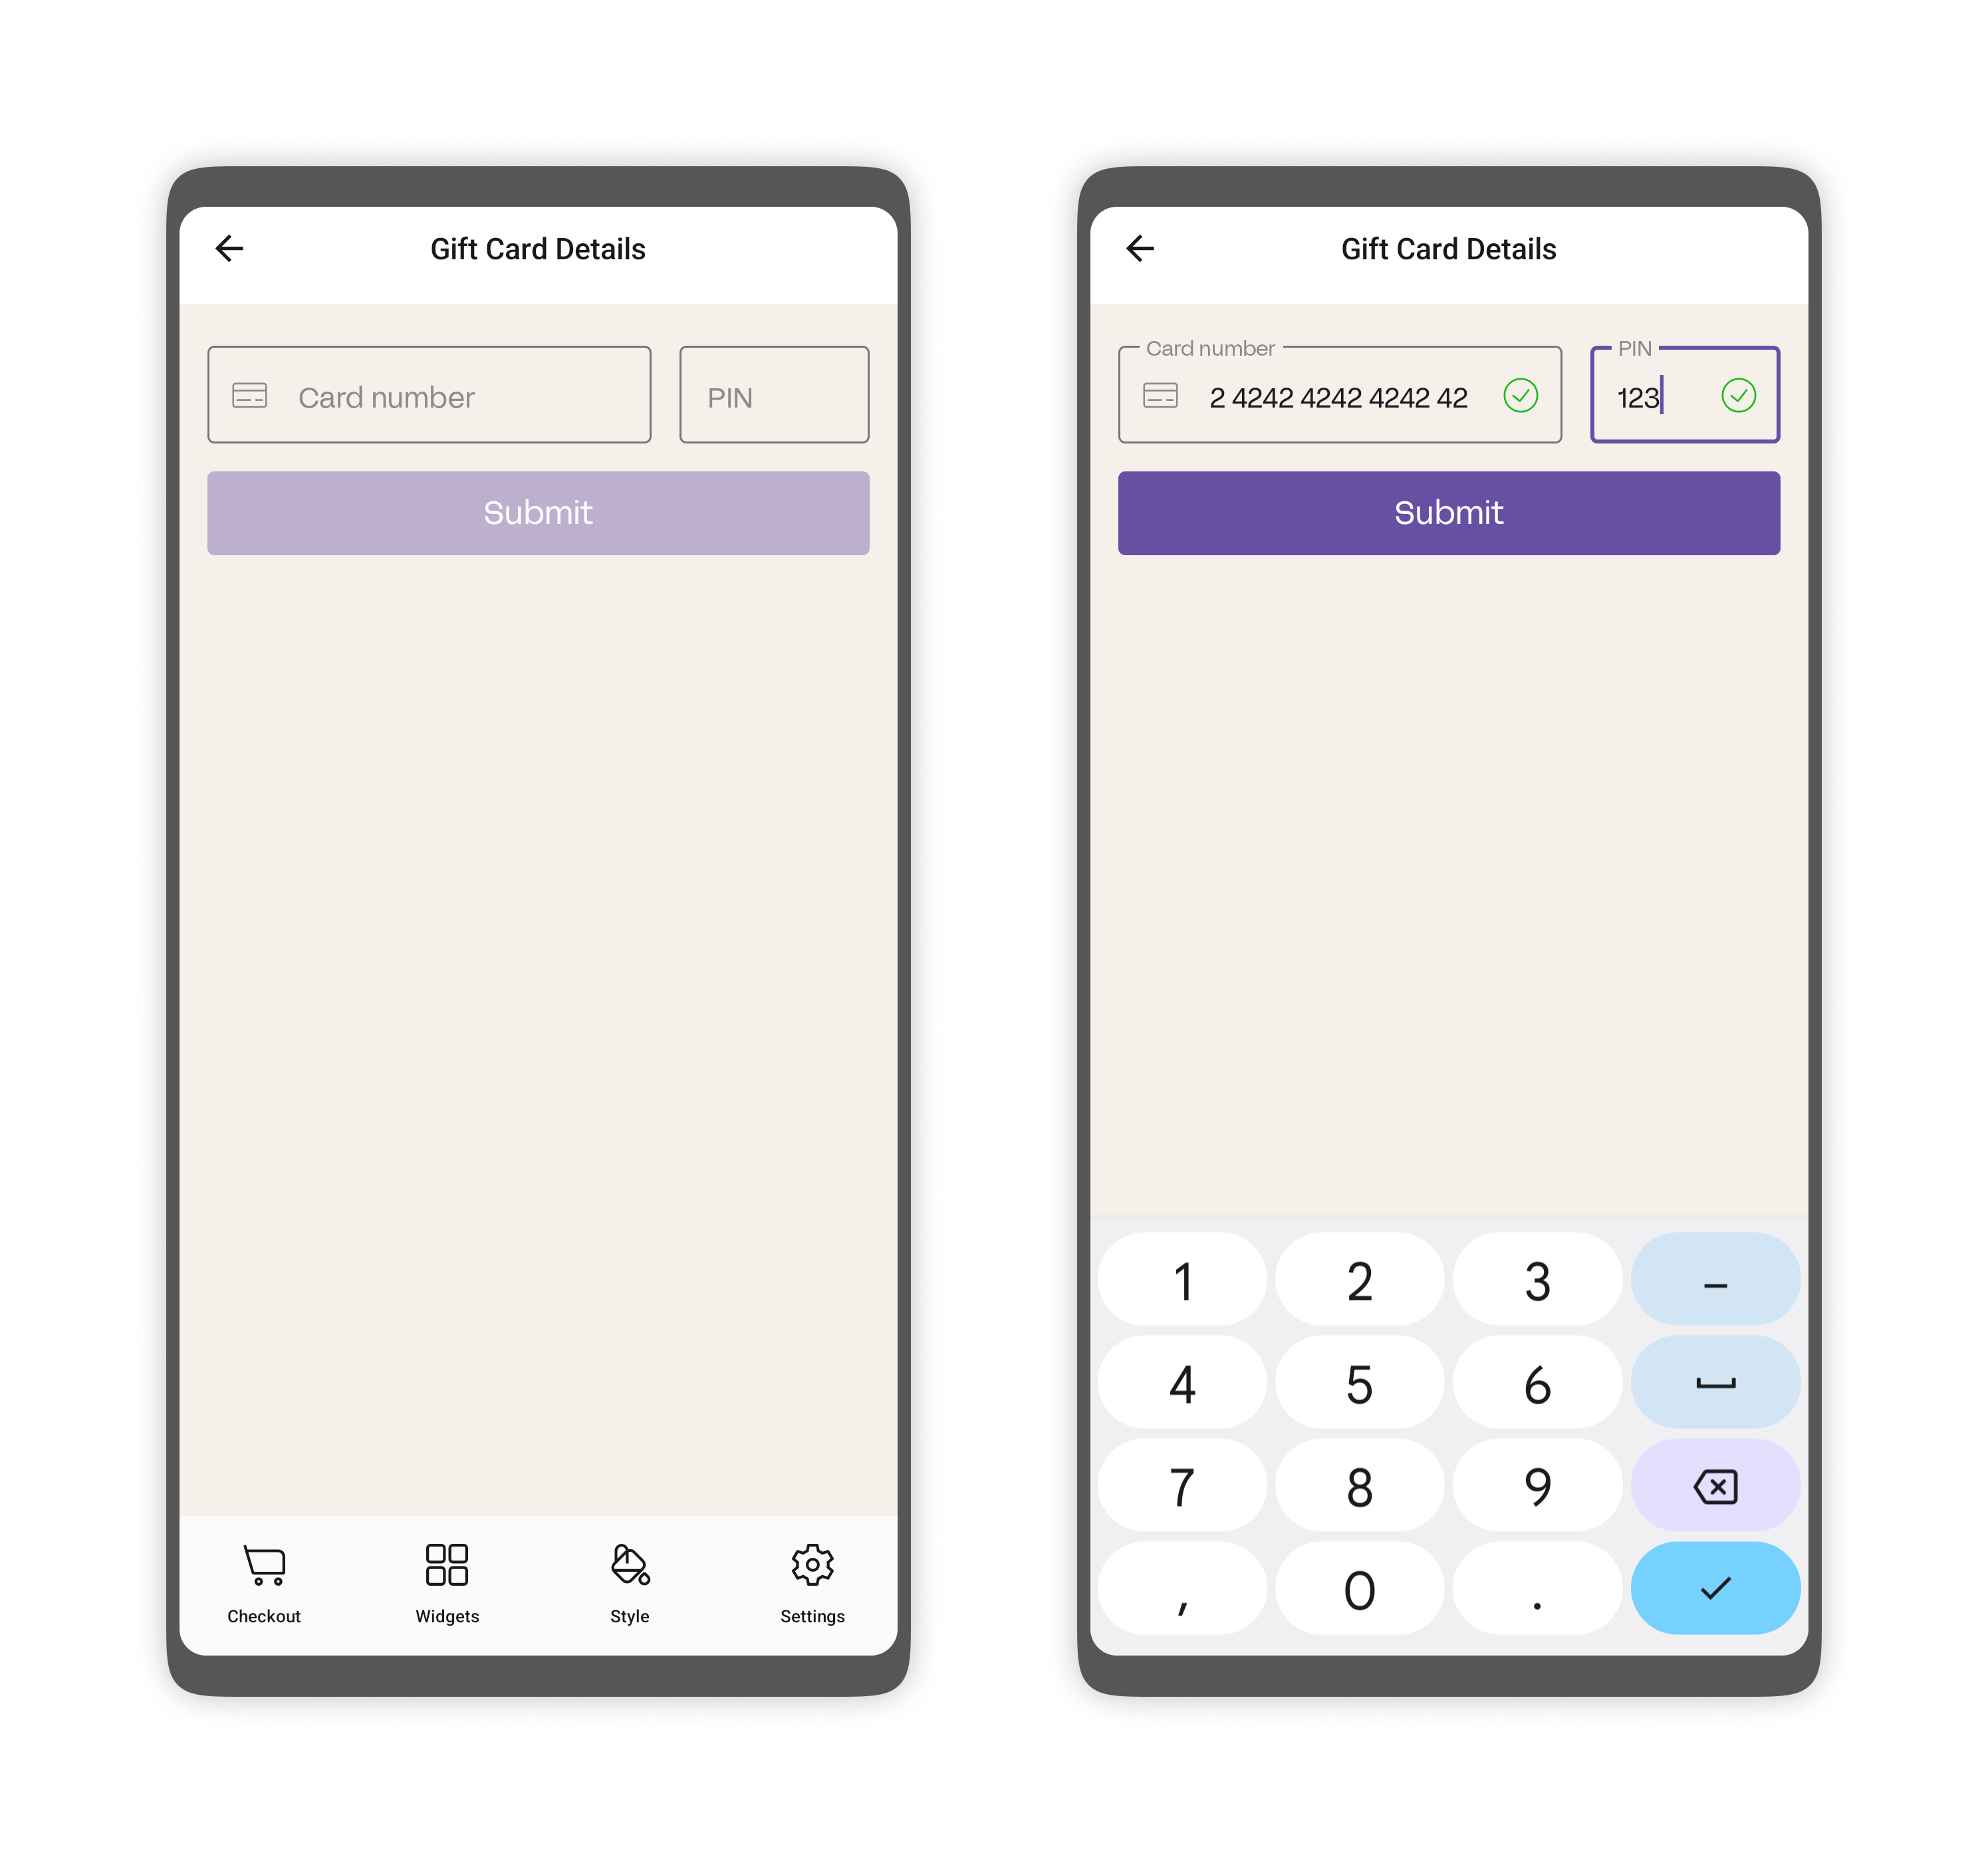 Gift Card Details
Card number
PIN
Submit
Checkout
Widgets
Style
Settings
Gift Card Details
Card number
PIN
2 4242 4242 4242 42
123
Submit
1 2 3 –
4 5 6
7 8 9
, 0 .